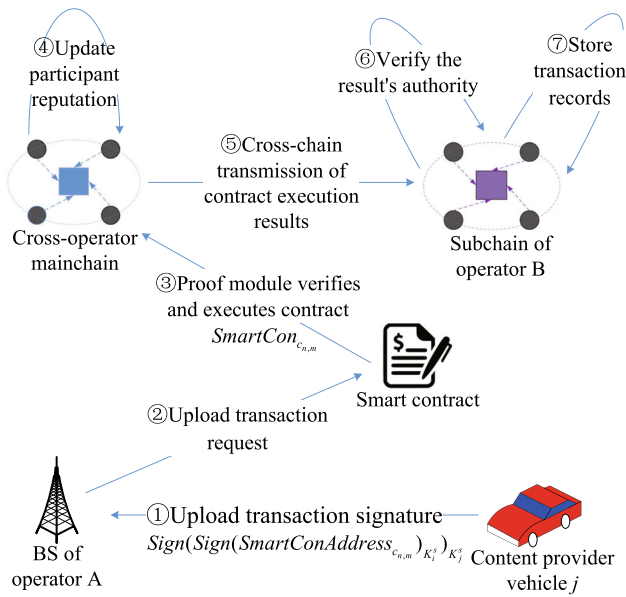 ④Update
participant
reputation
⑥Verify the
result's authority
⑦Store
transaction
records
⑤Cross-chain
transmission of
contract execution
results
Cross-operator
mainchain
Subchain of
operator B
③Proof module verifies
and executes contract
SmartCon_{c_{n,m}}
$
Smart contract
②Upload transaction
request
①Upload transaction signature
Sign(Sign(SmartConAddress_{c_{n,m}})_{K_i^s})_{K_j^s}
BS of
operator A
Content provider
vehicle j